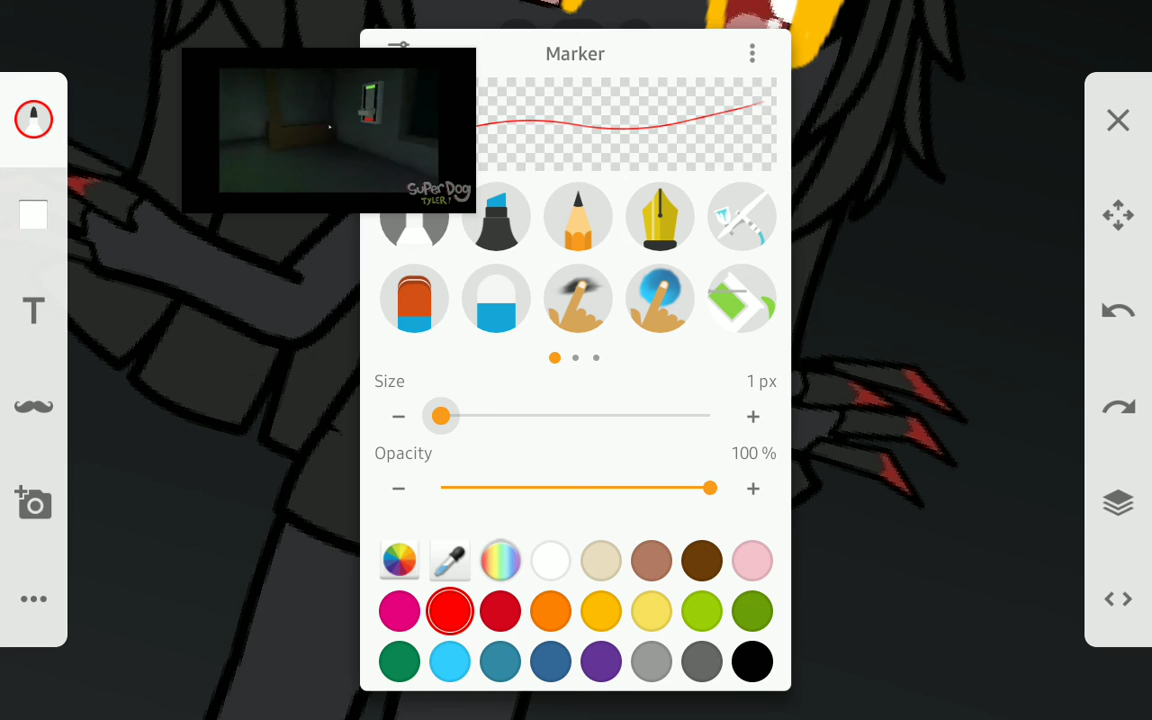 Marker
SUPER DOG
TYLER!
T
Size
1 px
Opacity
100 %